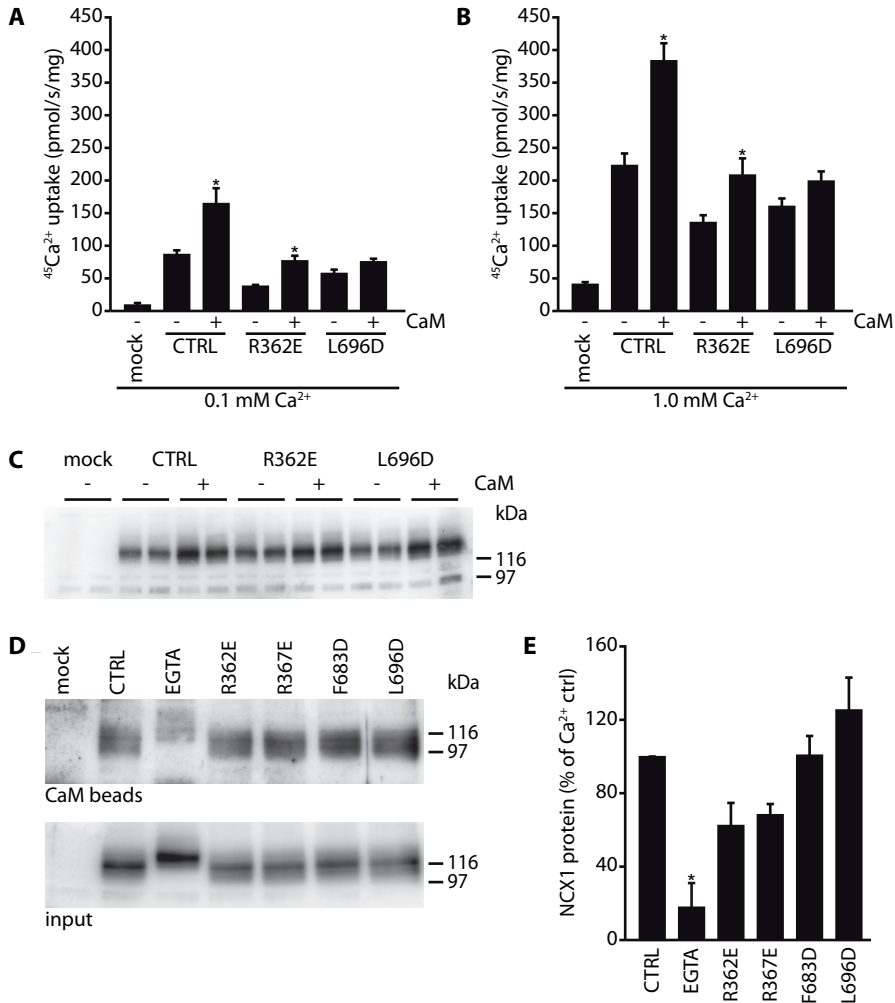 A
450
400
350
300
250
200
150
100
50
0
⁴⁵Ca²⁺ uptake (pmol/s/mg)
*
*
- - + - + - + CaM
mock CTRL R362E L696D
0.1 mM Ca²⁺
B
450
400
350
300
250
200
150
100
50
0
⁴⁵Ca²⁺ uptake (pmol/s/mg)
*
*
- - + - + - + CaM
mock CTRL R362E L696D
1.0 mM Ca²⁺
C
mock CTRL R362E L696D
- - + - + - + CaM
kDa
116
97
D
mock CTRL EGTA R362E R367E F683D L696D
kDa
116
97
CaM beads
116
97
input
E
160
120
80
40
0
NCX1 protein (% of Ca²⁺ ctrl)
*
CTRL EGTA R362E R367E F683D L696D